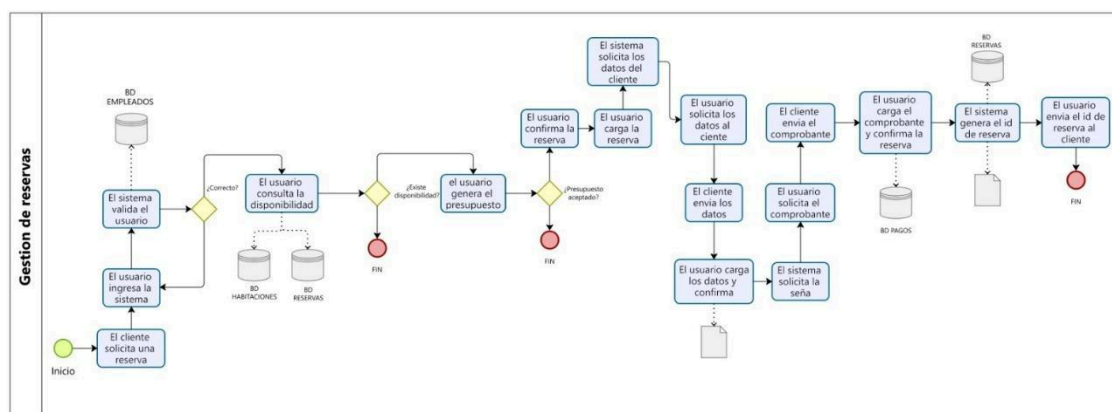 Gestion de reservas
Inicio
El cliente
solicita una
reserva
El usuario
ingresa la
sistema
El sistema
valida el
usuario
BD
EMPLEADOS
¿Correcto?
El usuario
consulta la
disponibilidad
BD
HABITACIONES
BD
RESERVAS
¿Existe
disponibilidad?
FIN
el usuario
genera el
presupuesto
¿Presupuesto
aceptado?
FIN
El usuario
confirma la
reserva
El usuario
carga la
reserva
El sistema
solicita los
datos del
cliente
El usuario
solicita los
datos al
ciente
El cliente
envia los
datos
El usuario carga
los datos y
confirma
El sistema
solicita la
seña
El usuario
solicita el
comprobante
El cliente
envia el
comprobante
El usuario
carga el
comprobante
y confirma la
reserva
BD PAGOS
El sistema
genera el id
de reserva
BD
RESERVAS
El usuario
envia el id de
reserva al
cliente
FIN